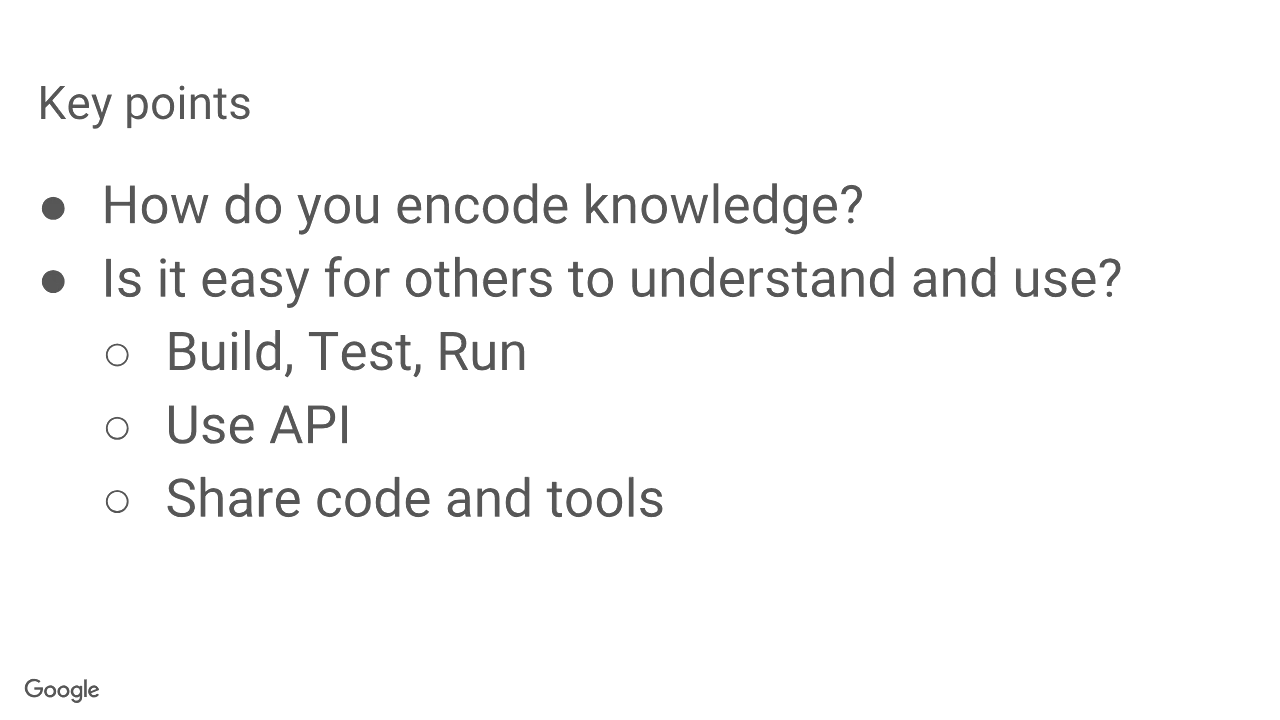 Key points
● How do you encode knowledge?
● Is it easy for others to understand and use?
○ Build, Test, Run
○ Use API
○ Share code and tools
Google